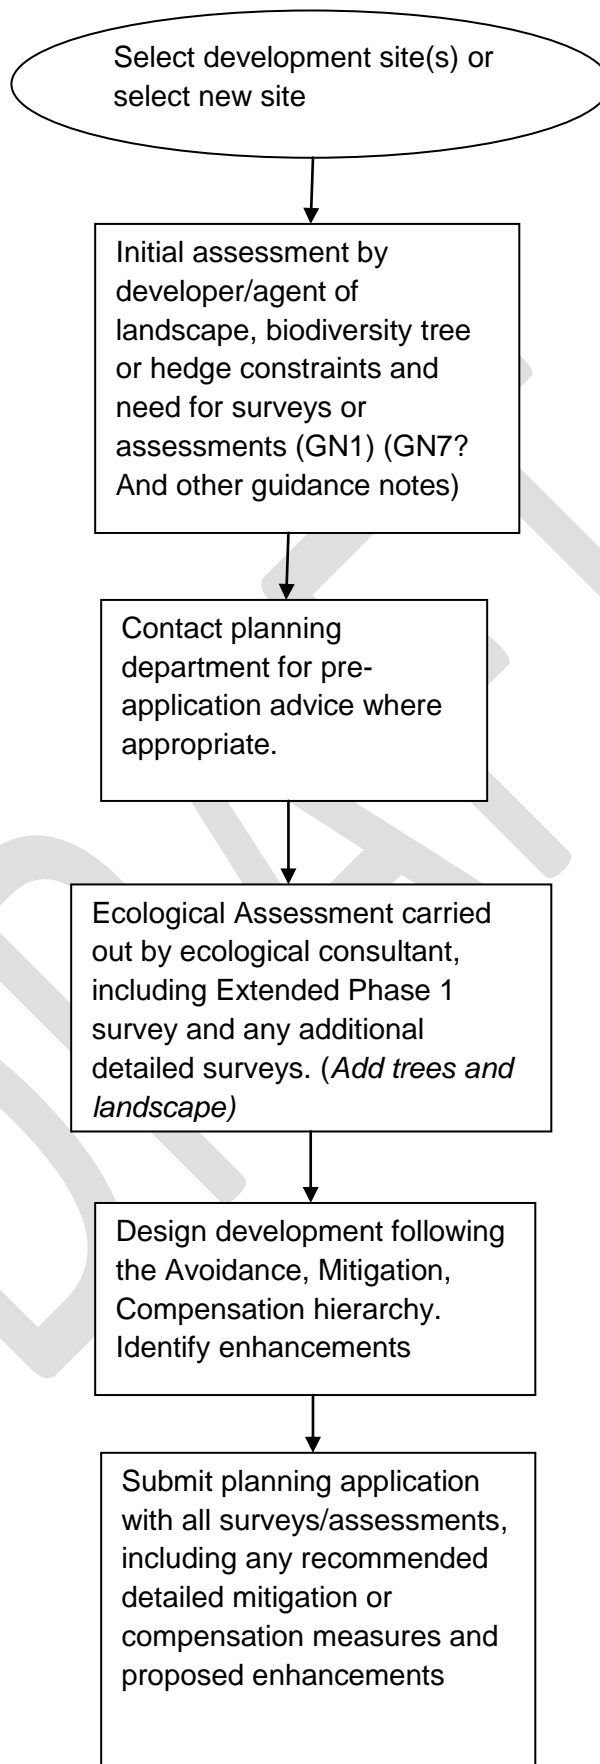 Select development site(s) or
select new site
Initial assessment by
developer/agent of
landscape, biodiversity tree
or hedge constraints and
need for surveys or
assessments (GN1) (GN7?
And other guidance notes)
Contact planning
department for pre-
application advice where
appropriate.
Ecological Assessment carried
out by ecological consultant,
including Extended Phase 1
survey and any additional
detailed surveys. (Add trees and
landscape)
Design development following
the Avoidance, Mitigation,
Compensation hierarchy.
Identify enhancements
Submit planning application
with all surveys/assessments,
including any recommended
detailed mitigation or
compensation measures and
proposed enhancements
DRAFT